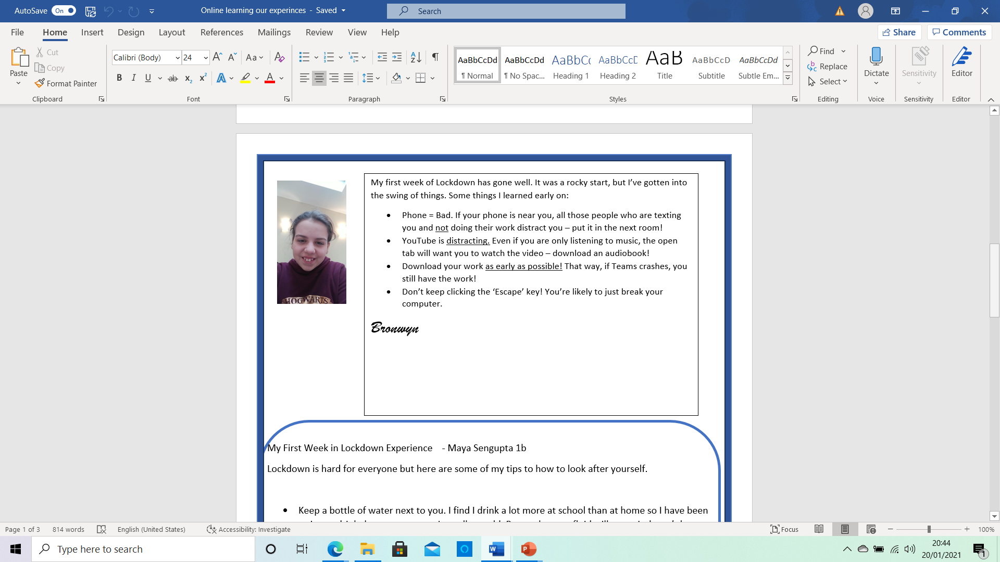 AutoSave On Online learning our experinces - Saved Search
File Home Insert Design Layout References Mailings Review View Help Share Comments
Paste
Cut
Copy
Format Painter
Clipboard
Calibri (Body) 24 Aa
B I U ab x2 x2 A A
Font
Paragraph
AaBbCcDd AaBbCcDd AaBbCc AaBbCcE AaB AaBbCcD AaBbCcDd
¶ Normal ¶ No Spac... Heading 1 Heading 2 Title Subtitle Subtle Em...
Styles
Find
Replace
Select
Editing
Dictate
Voice
Sensitivity
Sensitivity
Editor
Editor
My first week of Lockdown has gone well. It was a rocky start, but I’ve gotten into
the swing of things. Some things I learned early on:
• Phone = Bad. If your phone is near you, all those people who are texting
you and not doing their work distract you – put it in the next room!
• YouTube is distracting. Even if you are only listening to music, the open
tab will want you to watch the video – download an audiobook!
• Download your work as early as possible! That way, if Teams crashes, you
still have the work!
• Don’t keep clicking the ‘Escape’ key! You’re likely to just break your
computer.
Bronwyn
HOGWARTS
My First Week in Lockdown Experience - Maya Sengupta 1b
Lockdown is hard for everyone but here are some of my tips to how to look after yourself.
• Keep a bottle of water next to you. I find I drink a lot more at school than at home so I have been
Page 1 of 3 814 words English (United States) Accessibility: Investigate Focus 100%
Type here to search
20:44
20/01/2021
1